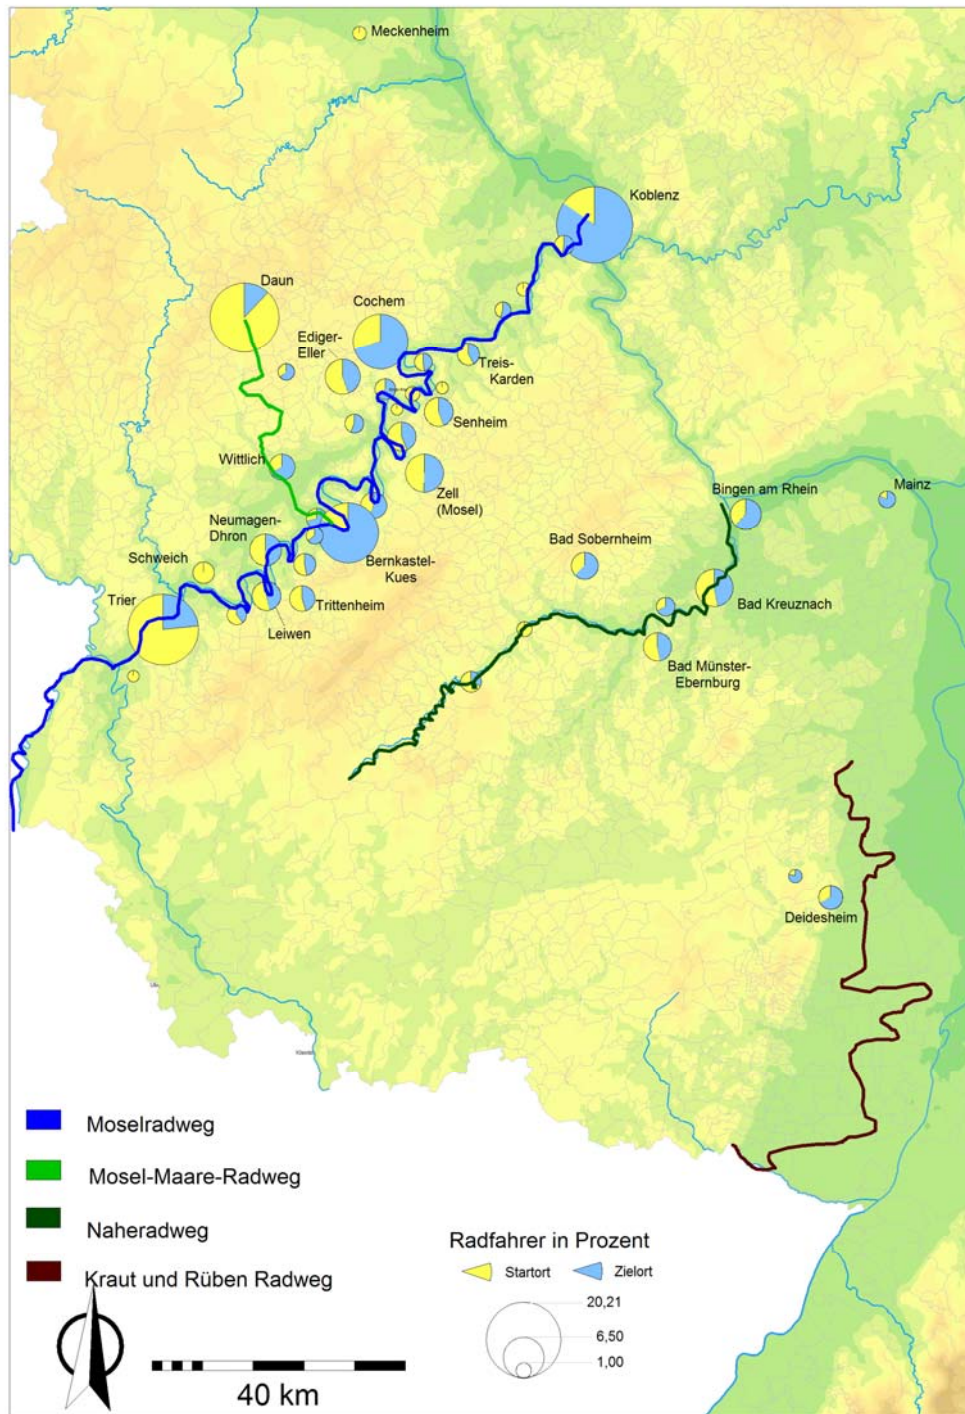 Meckenheim
Koblenz
Daun
Cochem
Ediger-
Eller
Treis-
Karden
Senheim
Wittlich
Zell
(Mosel)
Bingen am Rhein
Mainz
Neumagen-
Dhron
Bad Sobernheim
Schweich
Bernkastel-
Kues
Trier
Trittenheim
Bad Kreuznach
Leiwen
Bad Münster-
Ebernburg
Deidesheim
Moselradweg
Mosel-Maare-Radweg
Naheradweg
Kraut und Rüben Radweg
Radfahrer in Prozent
Startort
Zielort
20,21
6,50
1,00
40 km